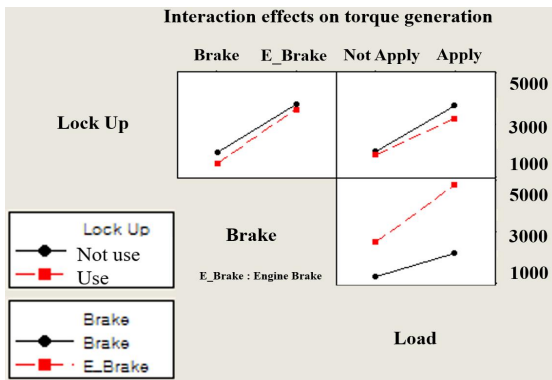 Interaction effects on torque generation
Brake E_Brake Not Apply Apply
5000
Lock Up
3000
1000
5000
Brake
3000
E_Brake : Engine Brake
1000
Lock Up
Not use
Use
Brake
Brake
E_Brake
Load